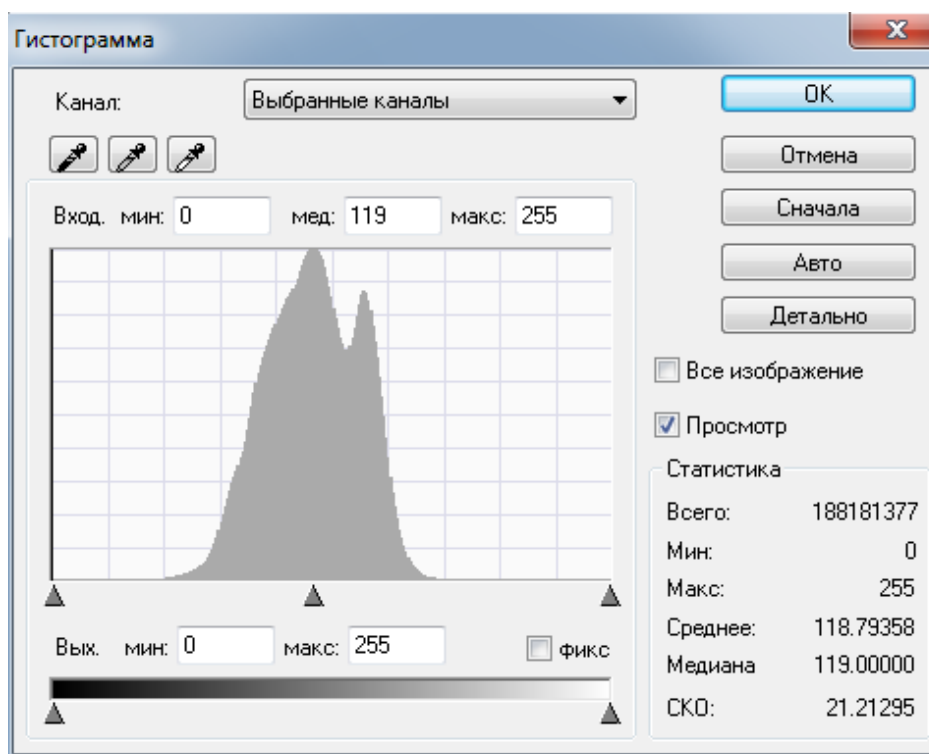 Гистограмма
Канал: Выбранные каналы
OK
Отмена
Вход. мин: 0 мед: 119 макс: 255
Сначала
Авто
Детально
Все изображение
Просмотр
Статистика
Всего: 188181377
Мин: 0
Макс: 255
Среднее: 118.79358
Медиана 119.00000
СКО: 21.21295
Вых. мин: 0 макс: 255 фикс